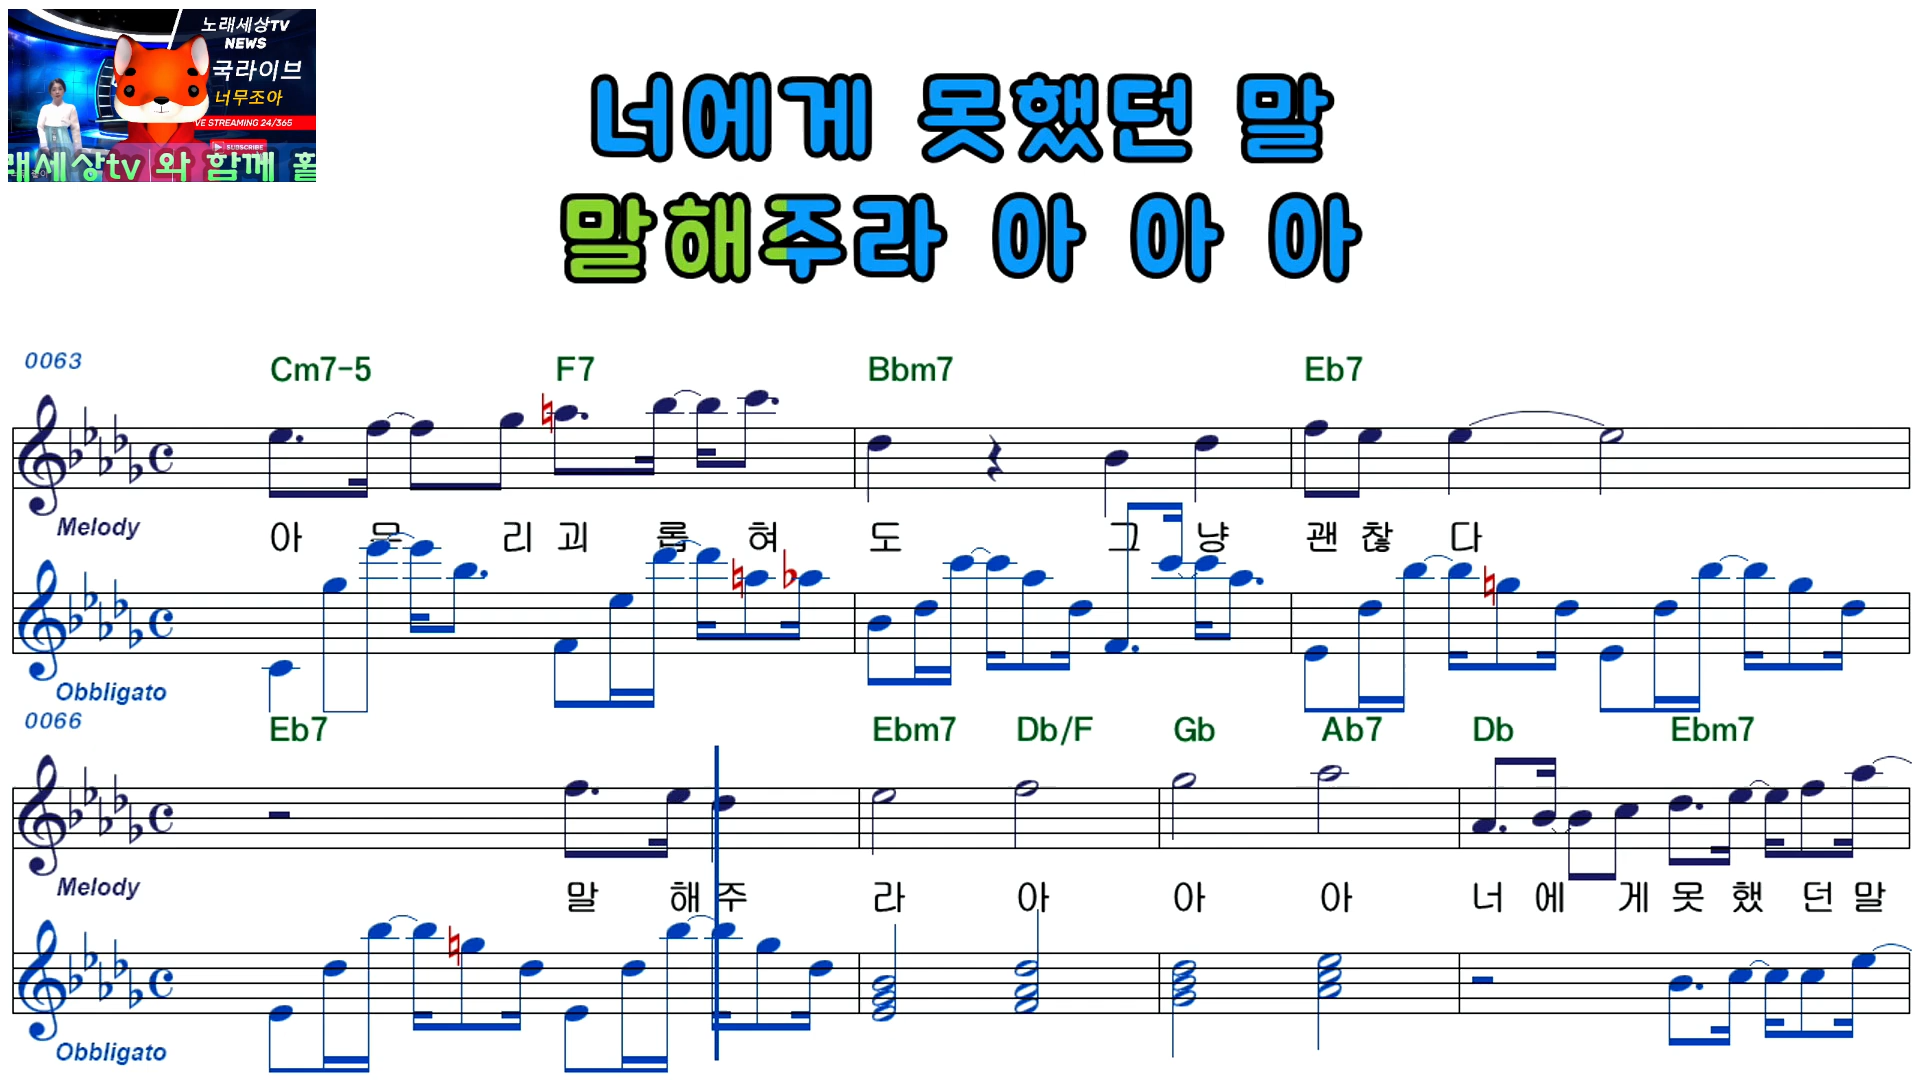 노래세상TV
NEWS
국라이브
너무조아
VE STREAMING 24/365
SUBSCRIBE
래세상tv 와 함께 훌
너에게 못했던 말
말해주라 아 아 아
0063
Cm7-5 F7 Bbm7 Eb7
Melody
아 무 리 괴 롭 혀 도 그 냥 괜 찮 다
Obbligato
0066
Eb7 Ebm7 Db/F Gb Ab7 Db Ebm7
Melody
말 해 주 라 아 아 아 너 에 게 못 했 던 말
Obbligato